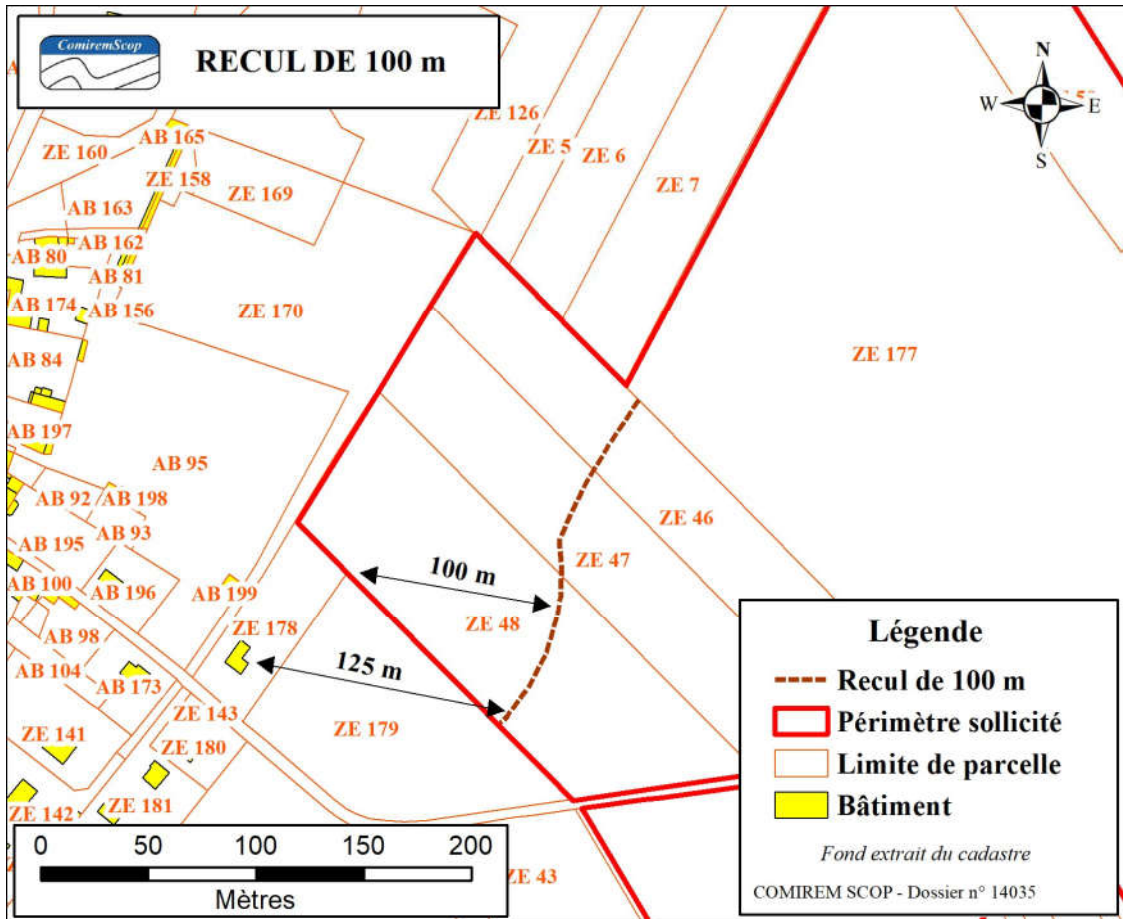 ComiremScop
RECUL DE 100 m
N
W
E
S
ZE 126
ZE 5
ZE 6
ZE 7
AB 165
ZE 160
ZE 158
ZE 169
AB 163
AB 162
AB 80
AB 81
AB 174
AB 156
ZE 170
ZE 177
AB 84
AB 197
AB 95
AB 92
AB 198
AB 93
AB 195
ZE 46
ZE 47
100 m
AB 100
AB 196
AB 199
ZE 48
ZE 178
AB 98
AB 104
125 m
AB 173
ZE 143
ZE 179
ZE 141
ZE 180
ZE 142
ZE 181
ZE 43
Légende
Recul de 100 m
Périmètre sollicité
Limite de parcelle
Bâtiment
Fond extrait du cadastre
COMIREM SCOP - Dossier n° 14035
0 50 100 150 200
Mètres